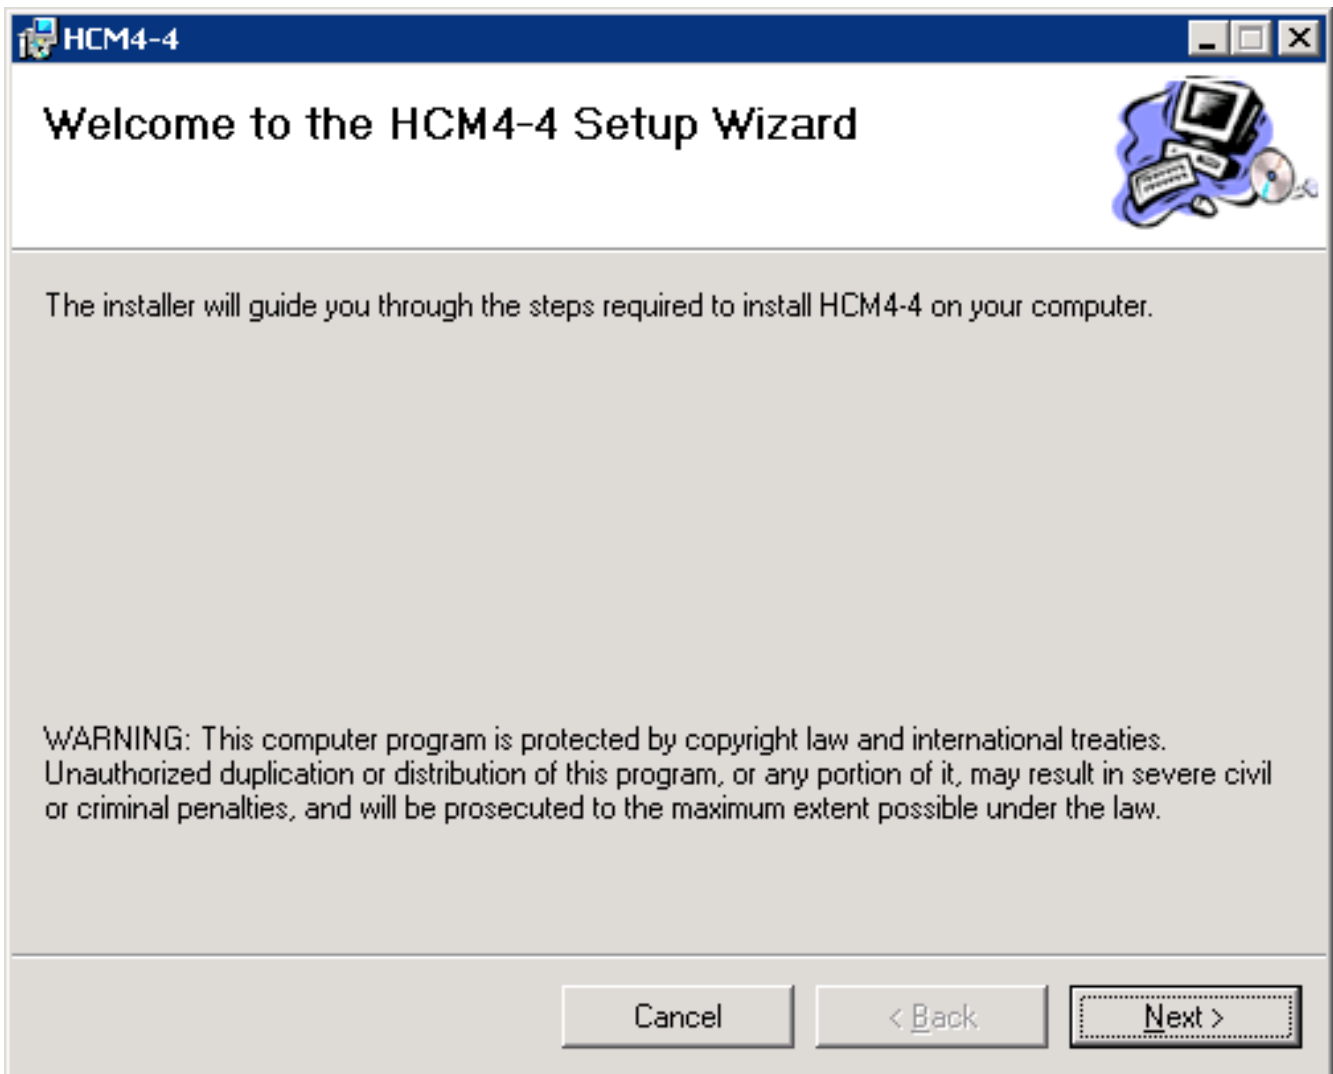 HCM4-4
Welcome to the HCM4-4 Setup Wizard
The installer will guide you through the steps required to install HCM4-4 on your computer.
WARNING: This computer program is protected by copyright law and international treaties.
Unauthorized duplication or distribution of this program, or any portion of it, may result in severe civil
or criminal penalties, and will be prosecuted to the maximum extent possible under the law.
Cancel
< Back
Next >